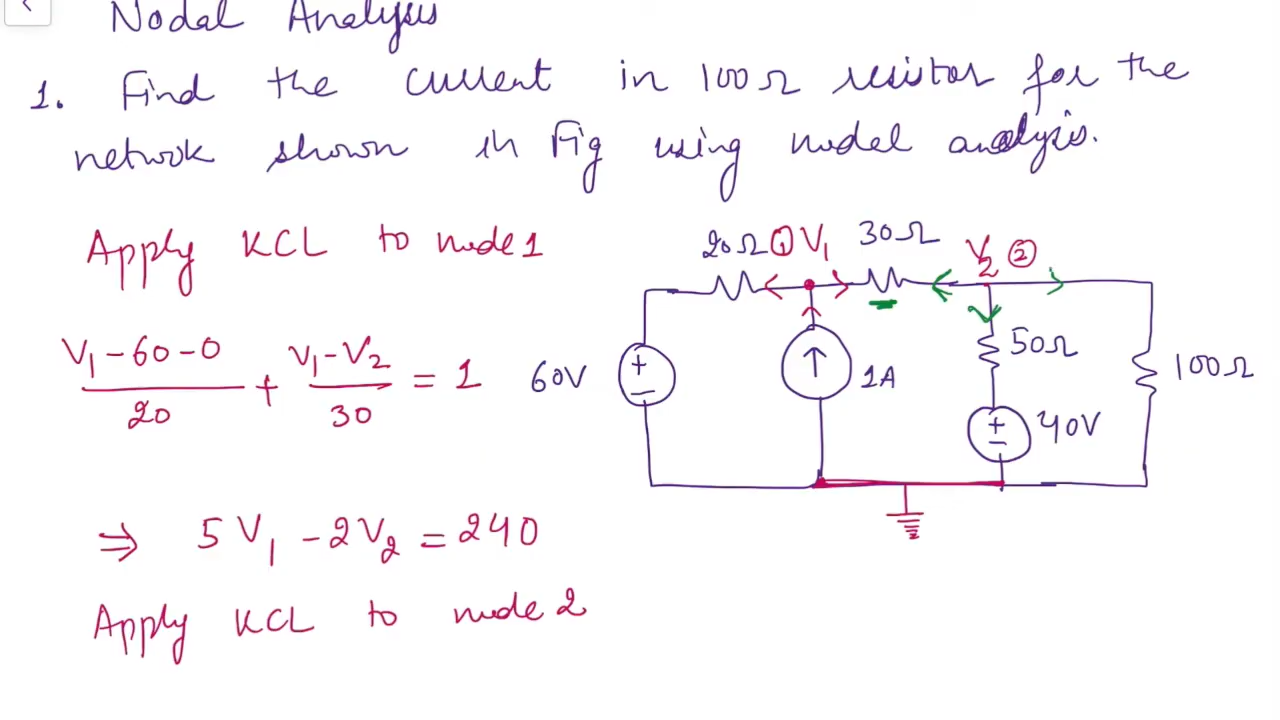 Nodal Analysis
1. Find the current in 100Ω resistor for the
network shown in Fig using nodal analysis.
Apply KCL to node 1
20Ω ① V₁ 30Ω V₂ ②
(V₁ - 60 - 0)/20 + (V₁ - V₂)/30 = 1
60V + - ↑ 1A 50Ω 100Ω
+ - 40V
⇒ 5V₁ - 2V₂ = 240
Apply KCL to node 2